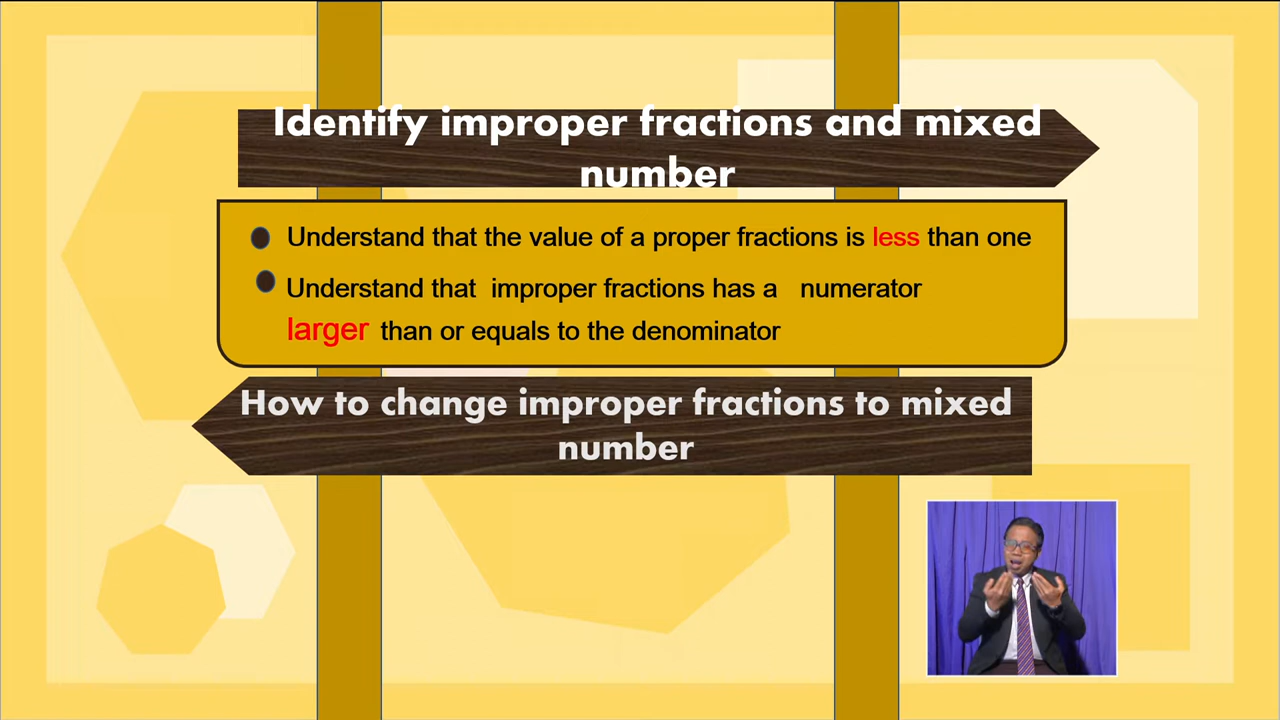 Identify improper fractions and mixed
number
Understand that the value of a proper fractions is less than one
Understand that improper fractions has a numerator
larger than or equals to the denominator
How to change improper fractions to mixed
number